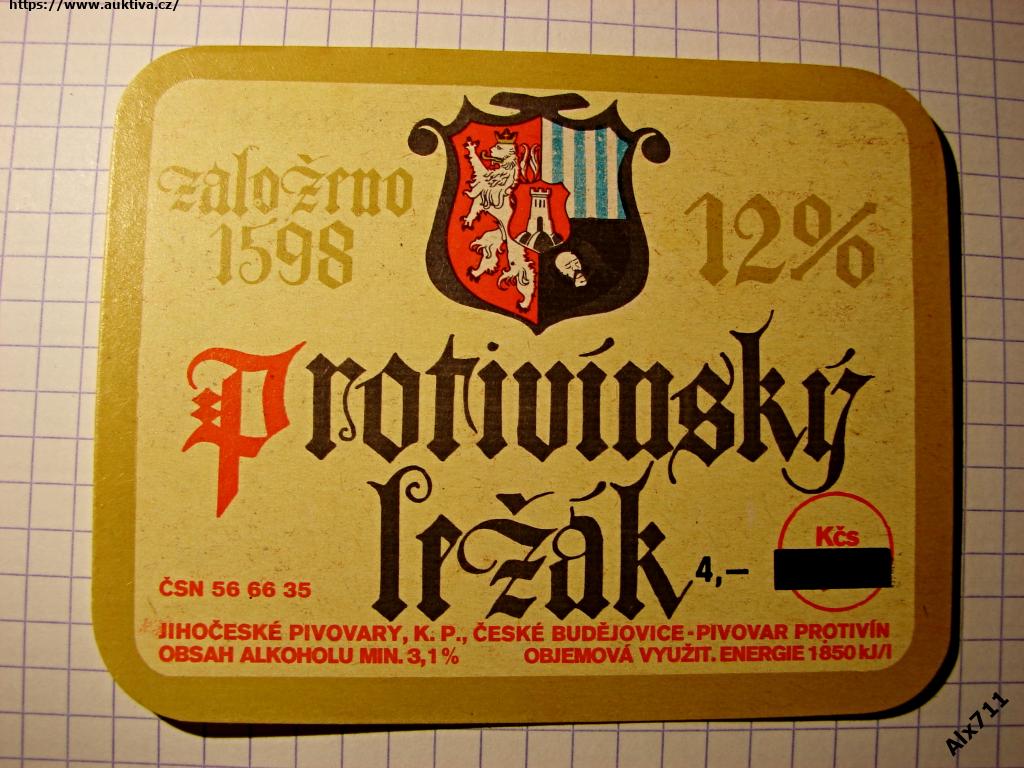 https://www.auktiva.cz/
založeno
1598
12%
Protivínský
ležák
Kčs
4,–
ČSN 56 66 35
JIHOČESKÉ PIVOVARY, K. P., ČESKÉ BUDĚJOVICE - PIVOVAR PROTIVÍN
OBSAH ALKOHOLU MIN. 3,1% OBJEMOVÁ VYUŽIT. ENERGIE 1850 kJ/l
Alx711